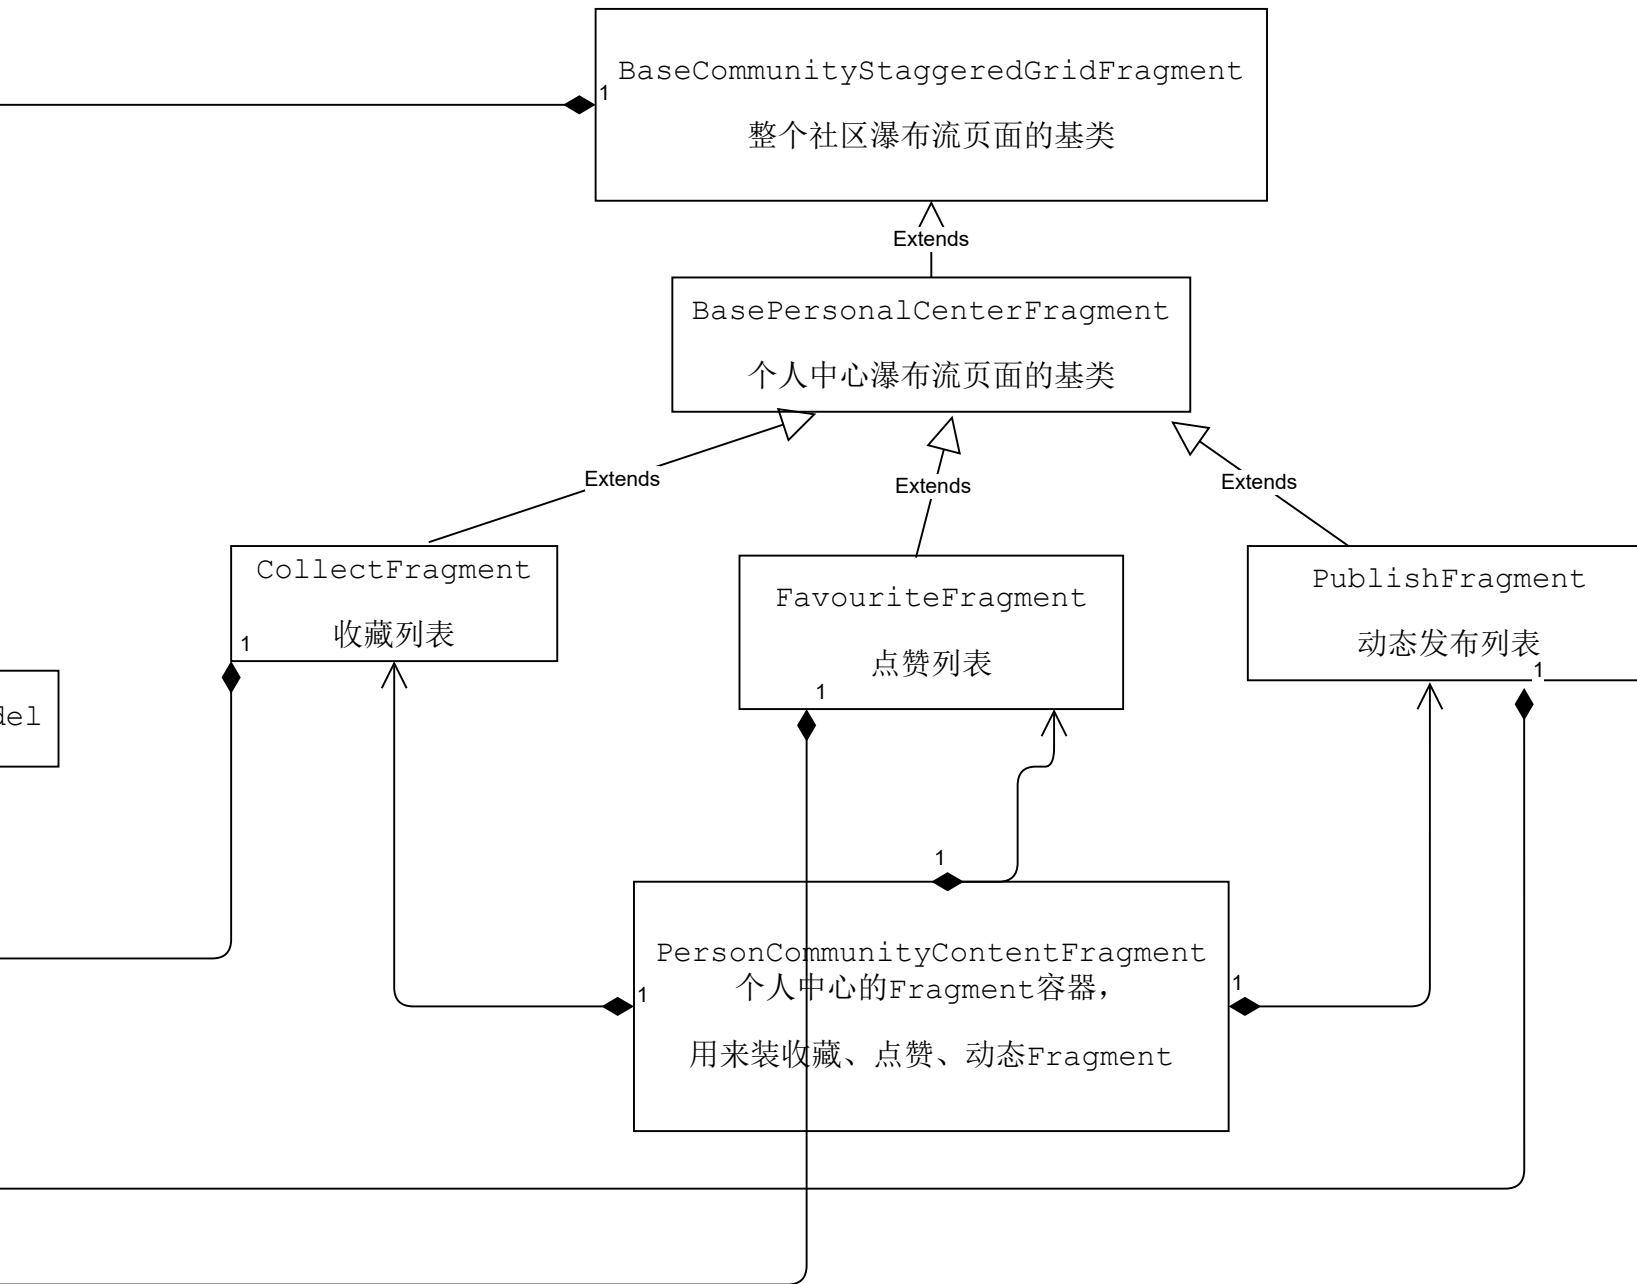 BaseCommunityStaggeredGridFragment
1
整个社区瀑布流页面的基类
Extends
BasePersonalCenterFragment
个人中心瀑布流页面的基类
Extends
Extends
Extends
CollectFragment
收藏列表
1
FavouriteFragment
点赞列表
1
PublishFragment
动态发布列表
1
del
1
PersonCommunityContentFragment
个人中心的Fragment容器，
用来装收藏、点赞、动态Fragment
1
1